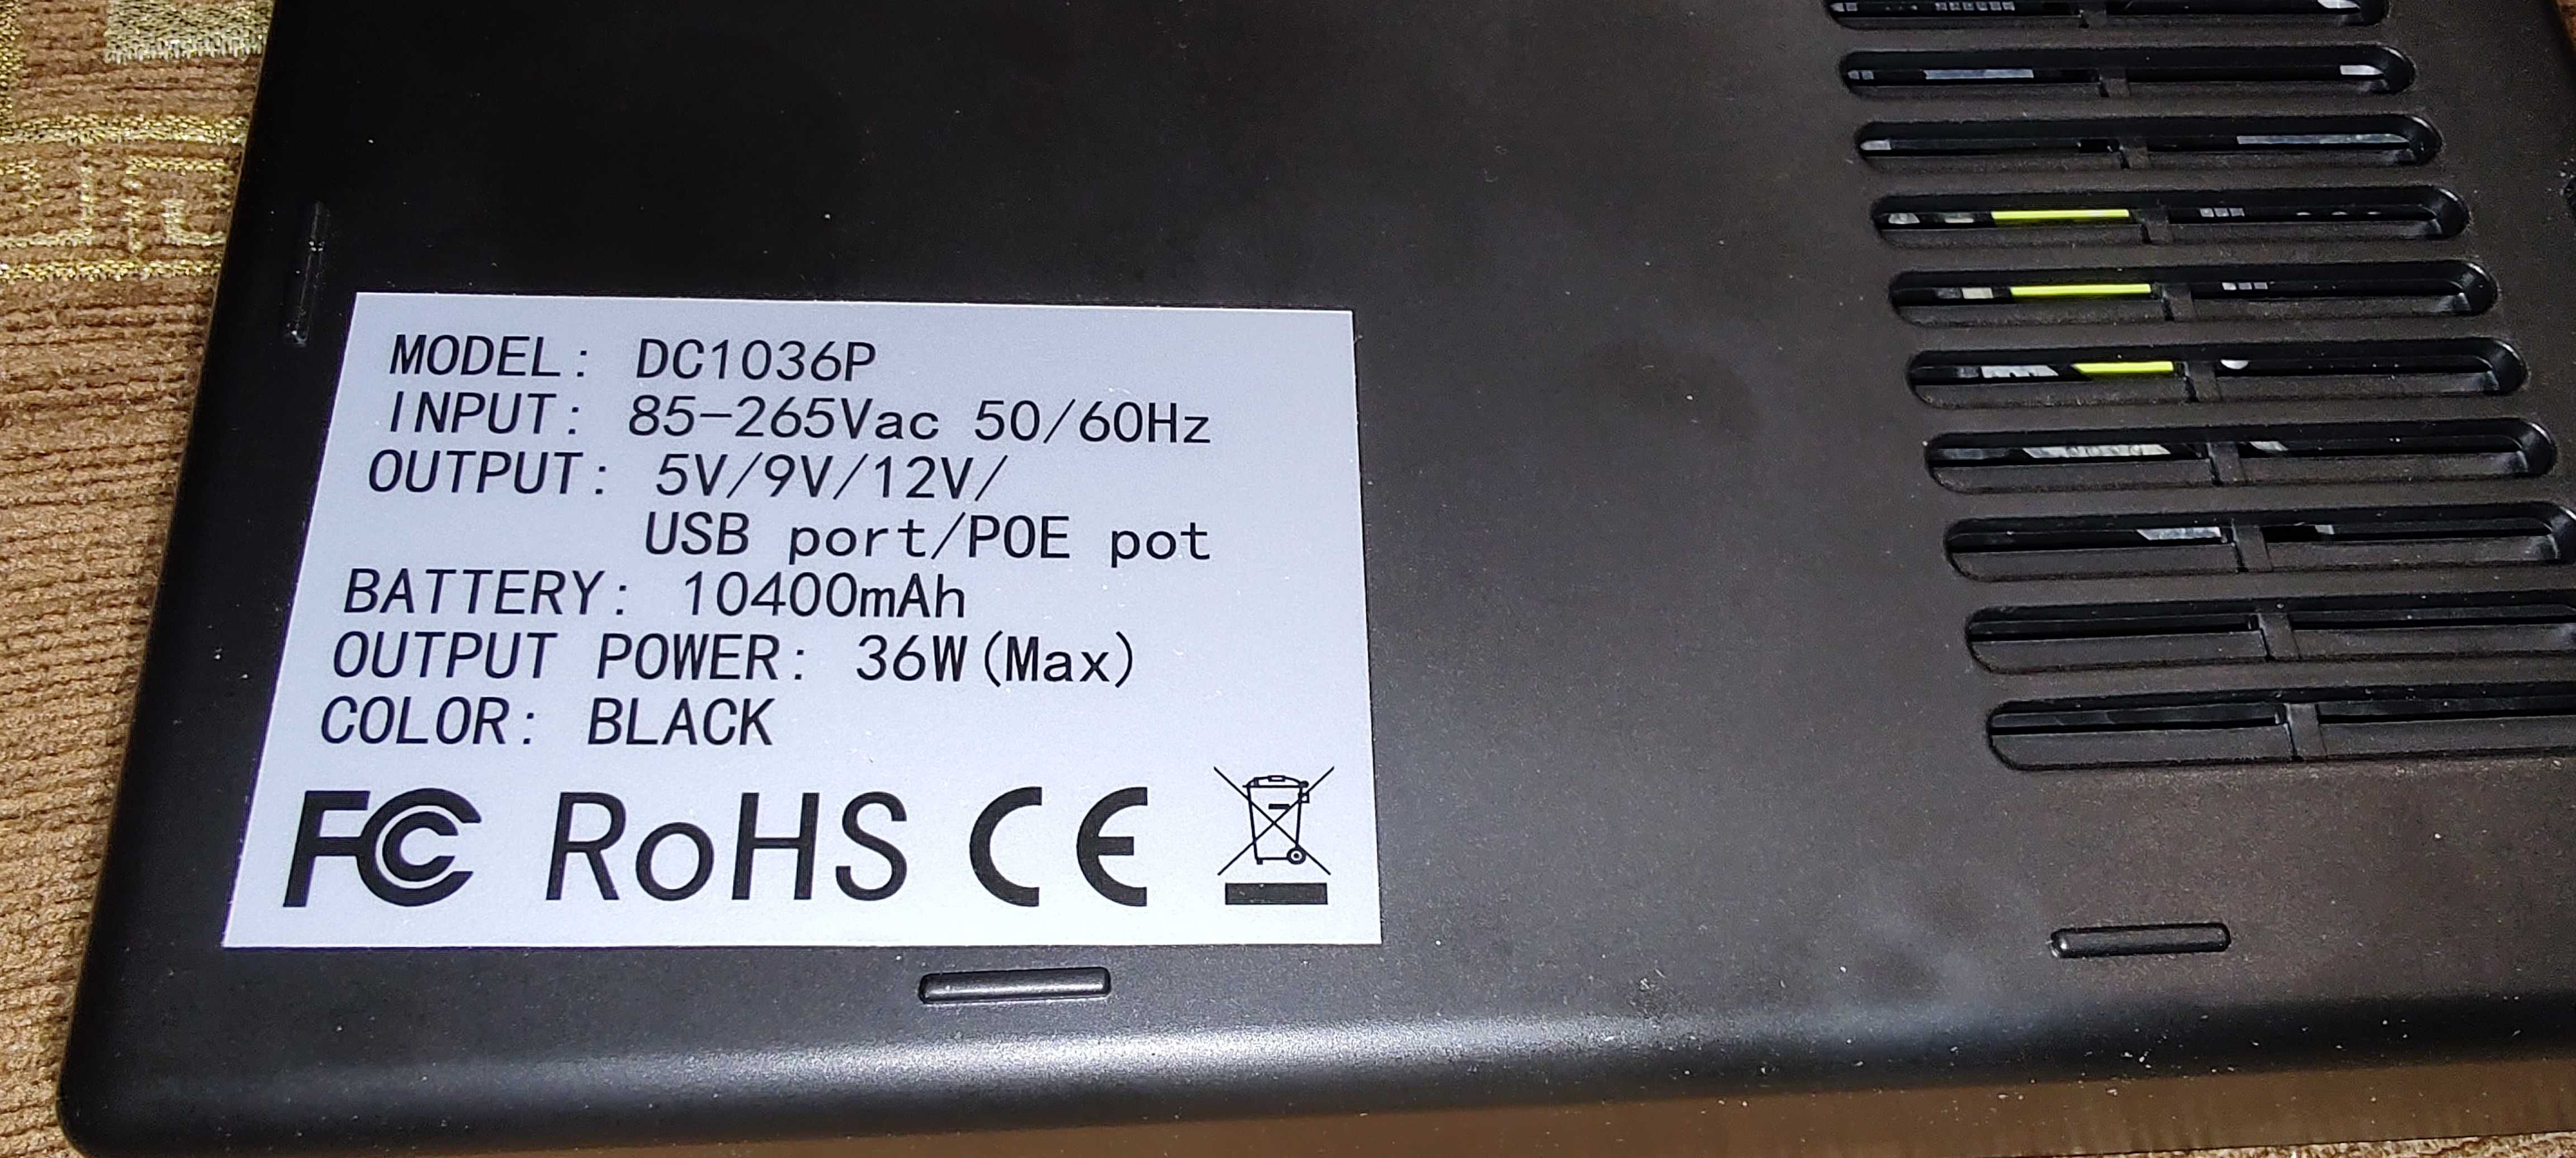 MODEL: DC1036P
INPUT: 85-265Vac 50/60Hz
OUTPUT: 5V/9V/12V/
USB port/POE pot
BATTERY: 10400mAh
OUTPUT POWER: 36W(Max)
COLOR: BLACK
FC RoHS CE